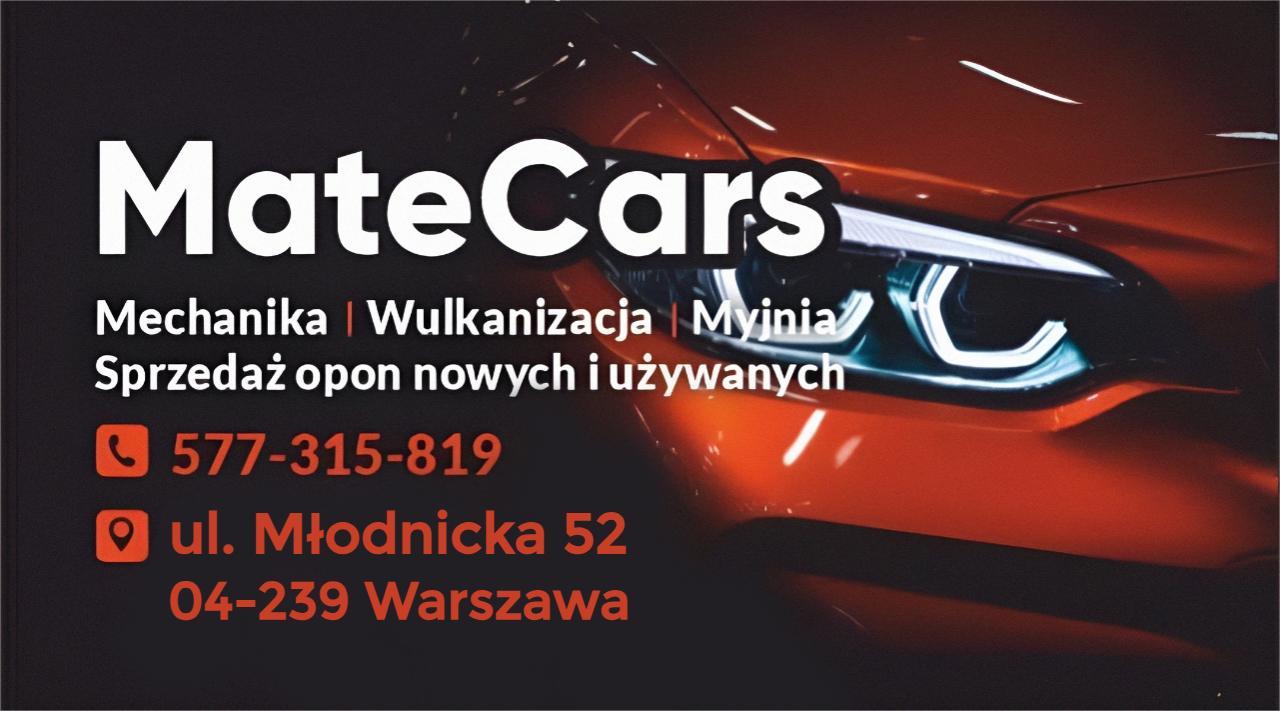 MateCars
Mechanika | Wulkanizacja | Myjnia
Sprzedaż opon nowych i używanych
577-315-819
ul. Młodnicka 52
04-239 Warszawa